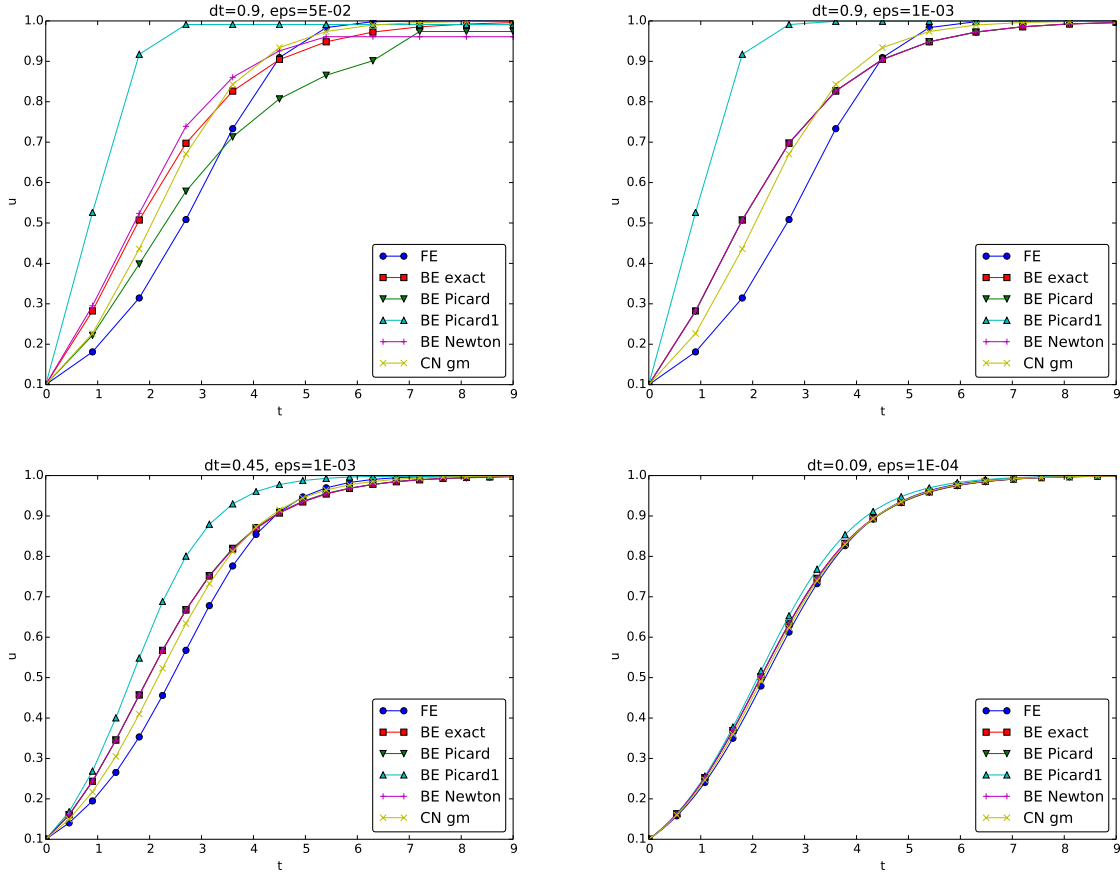 dt=0.9, eps=5E-02
1.0
0.9
0.8
0.7
0.6
0.5
0.4
0.3
0.2
0.1
u
0 1 2 3 4 5 6 7 8 9
t
FE
BE exact
BE Picard
BE Picard1
BE Newton
CN gm
dt=0.9, eps=1E-03
1.0
0.9
0.8
0.7
0.6
0.5
0.4
0.3
0.2
0.1
u
0 1 2 3 4 5 6 7 8 9
t
FE
BE exact
BE Picard
BE Picard1
BE Newton
CN gm
dt=0.45, eps=1E-03
1.0
0.9
0.8
0.7
0.6
0.5
0.4
0.3
0.2
0.1
u
0 1 2 3 4 5 6 7 8 9
t
FE
BE exact
BE Picard
BE Picard1
BE Newton
CN gm
dt=0.09, eps=1E-04
1.0
0.9
0.8
0.7
0.6
0.5
0.4
0.3
0.2
0.1
u
0 1 2 3 4 5 6 7 8 9
t
FE
BE exact
BE Picard
BE Picard1
BE Newton
CN gm